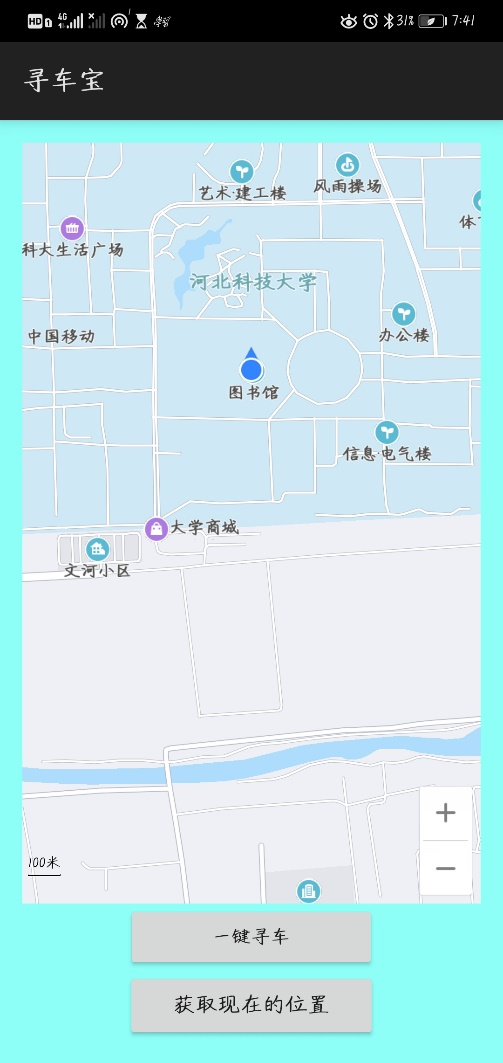 HD 4G 31% 7:41
寻车宝
艺术·建工楼
风雨操场
科大生活广场
河北科技大学
中国移动
办公楼
图书馆
信息·电气楼
大学商城
文河小区
100米
一键寻车
获取现在的位置